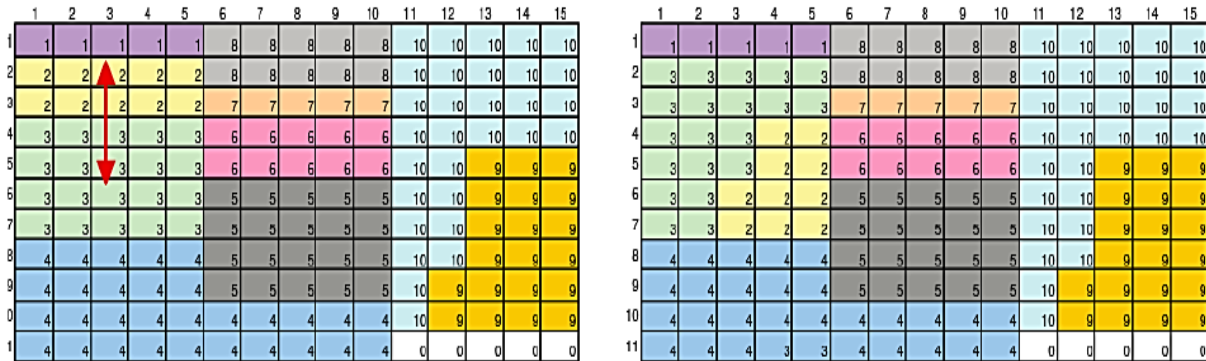 1 2 3 4 5 6 7 8 9 10 11 12 13 14 15
1 1 1 1 1 1 8 8 8 8 8 10 10 10 10 10
2 2 2 2 2 2 8 8 8 8 8 10 10 10 10 10
3 2 2 2 2 2 7 7 7 7 7 10 10 10 10 10
4 3 3 3 3 3 6 6 6 6 6 10 10 10 10 10
5 3 3 3 3 3 6 6 6 6 6 10 10 9 9 9
6 3 3 3 3 3 5 5 5 5 5 10 10 9 9 9
7 3 3 3 3 3 5 5 5 5 5 10 10 9 9 9
8 4 4 4 4 4 5 5 5 5 5 10 10 9 9 9
9 4 4 4 4 4 5 5 5 5 5 10 9 9 9 9
0 4 4 4 4 4 4 4 4 4 4 10 9 9 9 9
1 4 4 4 4 4 4 4 4 4 4 0 0 0 0 0
1 2 3 4 5 6 7 8 9 10 11 12 13 14 15
1 1 1 1 1 1 8 8 8 8 8 10 10 10 10 10
2 3 3 3 3 3 8 8 8 8 8 10 10 10 10 10
3 3 3 3 3 3 7 7 7 7 7 10 10 10 10 10
4 3 3 3 2 2 6 6 6 6 6 10 10 10 10 10
5 3 3 3 2 2 6 6 6 6 6 10 10 9 9 9
6 3 3 2 2 2 5 5 5 5 5 10 10 9 9 9
7 3 3 2 2 2 5 5 5 5 5 10 10 9 9 9
8 4 4 4 4 4 5 5 5 5 5 10 10 9 9 9
9 4 4 4 4 4 5 5 5 5 5 10 9 9 9 9
10 4 4 4 4 4 4 4 4 4 4 10 9 9 9 9
11 4 4 4 3 3 4 4 4 4 4 0 0 0 0 0